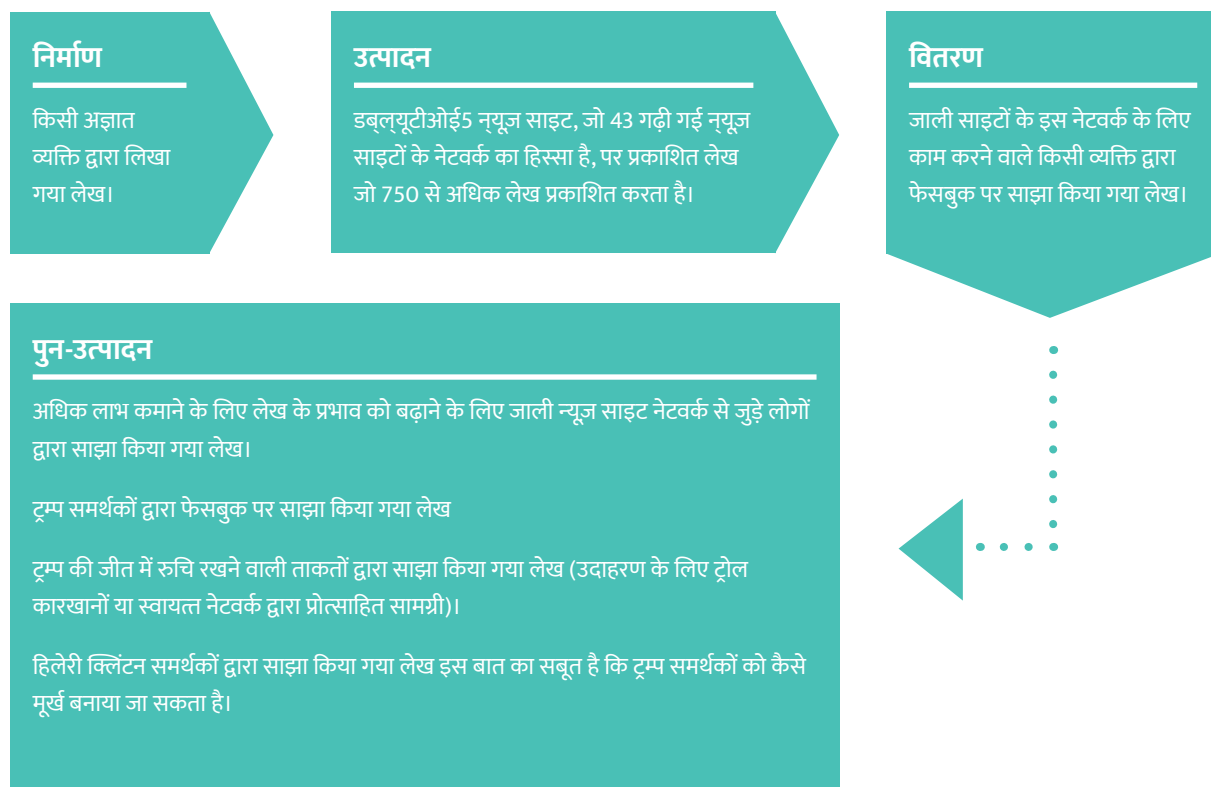 निर्माण
किसी अज्ञात
व्यक्ति द्वारा लिखा
गया लेख।
उत्पादन
डब्ल्यूटीओई5 न्यूज़ साइट, जो 43 गढ़ी गई न्यूज़
साइटों के नेटवर्क का हिस्सा है, पर प्रकाशित लेख
जो 750 से अधिक लेख प्रकाशित करता है।
वितरण
जाली साइटों के इस नेटवर्क के लिए
काम करने वाले किसी व्यक्ति द्वारा
फेसबुक पर साझा किया गया लेख।
पुन-उत्पादन
अधिक लाभ कमाने के लिए लेख के प्रभाव को बढ़ाने के लिए जाली न्यूज़ साइट नेटवर्क से जुड़े लोगों
द्वारा साझा किया गया लेख।
ट्रम्प समर्थकों द्वारा फेसबुक पर साझा किया गया लेख
ट्रम्प की जीत में रुचि रखने वाली ताकतों द्वारा साझा किया गया लेख (उदाहरण के लिए ट्रोल
कारखानों या स्वायत्त नेटवर्क द्वारा प्रोत्साहित सामग्री)।
हिलेरी क्लिंटन समर्थकों द्वारा साझा किया गया लेख इस बात का सबूत है कि ट्रम्प समर्थकों को कैसे
मूर्ख बनाया जा सकता है।